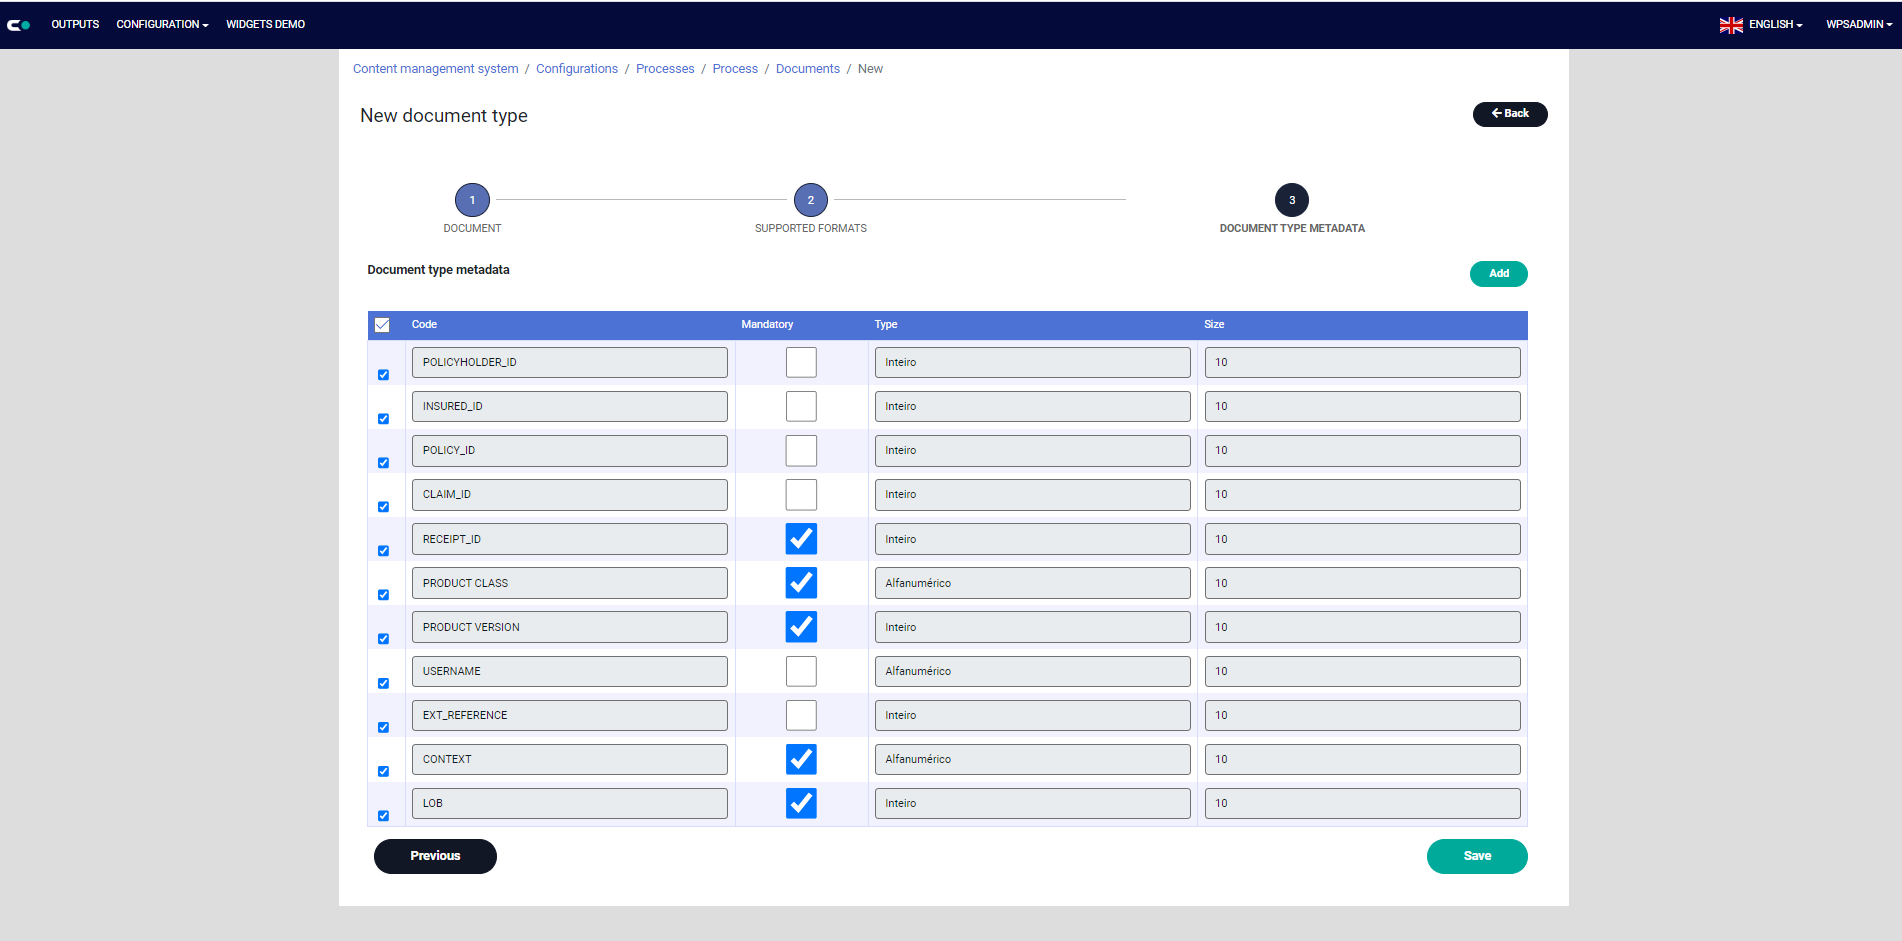 OUTPUTS CONFIGURATION WIDGETS DEMO ENGLISH WPSADMIN
Content management system / Configurations / Processes / Process / Documents / New
New document type
Back
1 2 3
DOCUMENT SUPPORTED FORMATS DOCUMENT TYPE METADATA
Document type metadata
Add
Code Mandatory Type Size
POLICYHOLDER_ID Inteiro 10
INSURED_ID Inteiro 10
POLICY_ID Inteiro 10
CLAIM_ID Inteiro 10
RECEIPT_ID Inteiro 10
PRODUCT CLASS Alfanumérico 10
PRODUCT VERSION Inteiro 10
USERNAME Alfanumérico 10
EXT_REFERENCE Inteiro 10
CONTEXT Alfanumérico 10
LOB Inteiro 10
Previous Save